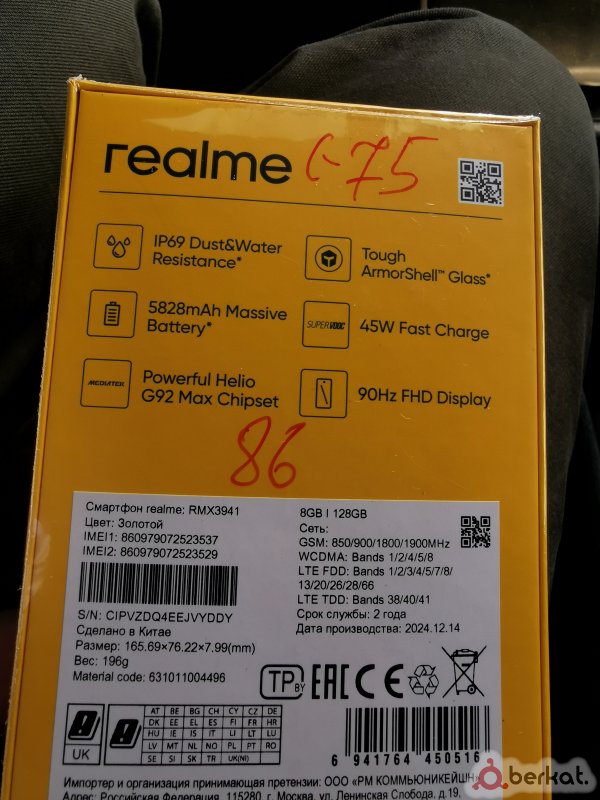 realme C-75
IP69 Dust&Water
Resistance*
Tough
ArmorShell™ Glass*
5828mAh Massive
Battery*
SUPERVOOC
45W Fast Charge
MEDIATEK
Powerful Helio
G92 Max Chipset
90Hz FHD Display
86
Смартфон realme: RMX3941
Цвет: Золотой
IMEI1: 860979072523537
IMEI2: 860979072523529
S/N: CIPVZDQ4EEJVYDDY
Сделано в Китае
Размер: 165.69×76.22×7.99(mm)
Вес: 196g
Material code: 631011004496
8GB | 128GB
Сеть:
GSM: 850/900/1800/1900MHz
WCDMA: Bands 1/2/4/5/8
LTE FDD: Bands 1/2/3/4/5/7/8/
13/20/26/28/66
LTE TDD: Bands 38/40/41
Срок службы: 2 года
Дата производства: 2024.12.14
TP BY EAC CE
UK
AT BE BG CH CY CZ DE
DK EE EL ES FI FR HR
HU IE IS IT LI LT LU
LV MT NL NO PL PT RO
SE SI SK TR UK(NI)
6 941764 450516
Импортер и организация принимающая претензии: ООО «РМ КОММЬЮНИКЕЙШН»
Адрес: Российская Федерация, 115280, г. Москва, ул. Ленинская Слобода, д.19,
berkat.